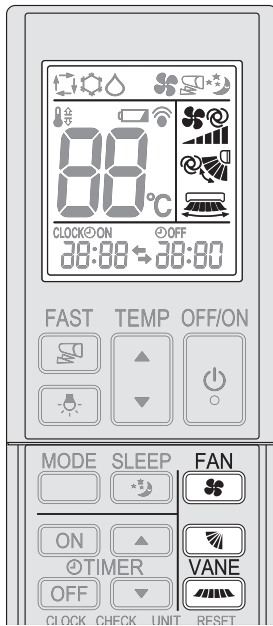 88
°C
CLOCK ON OFF
88:88 88:80
FAST TEMP OFF/ON
MODE SLEEP FAN
ON
TIMER VANE
OFF
CLOCK CHECK UNIT RESET